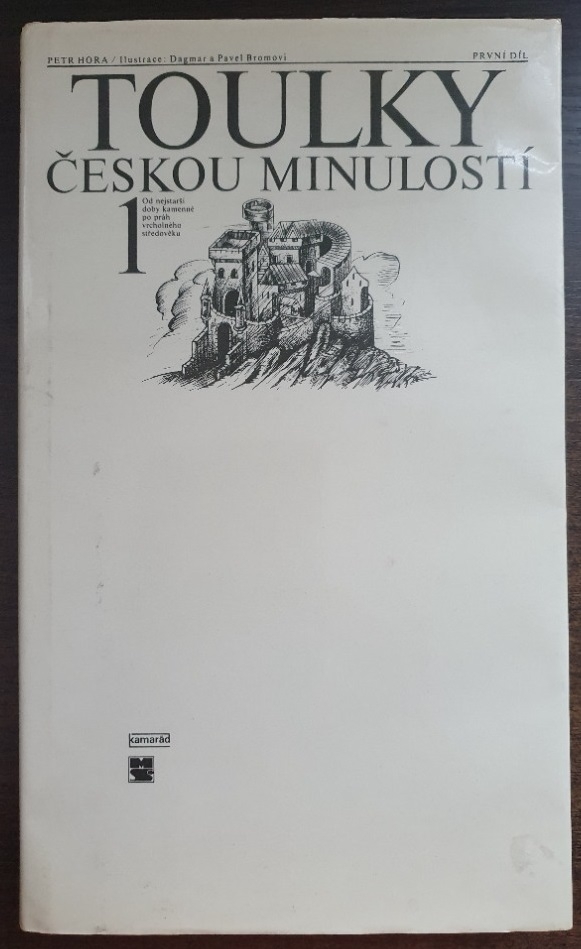 PETR HORA / Ilustrace: Dagmar a Pavel Bromovi PRVNÍ DÍL
TOULKY
ČESKOU MINULOSTÍ
1
Od nejstarší
doby kamenné
po práh
vrcholného
středověku
kamarád